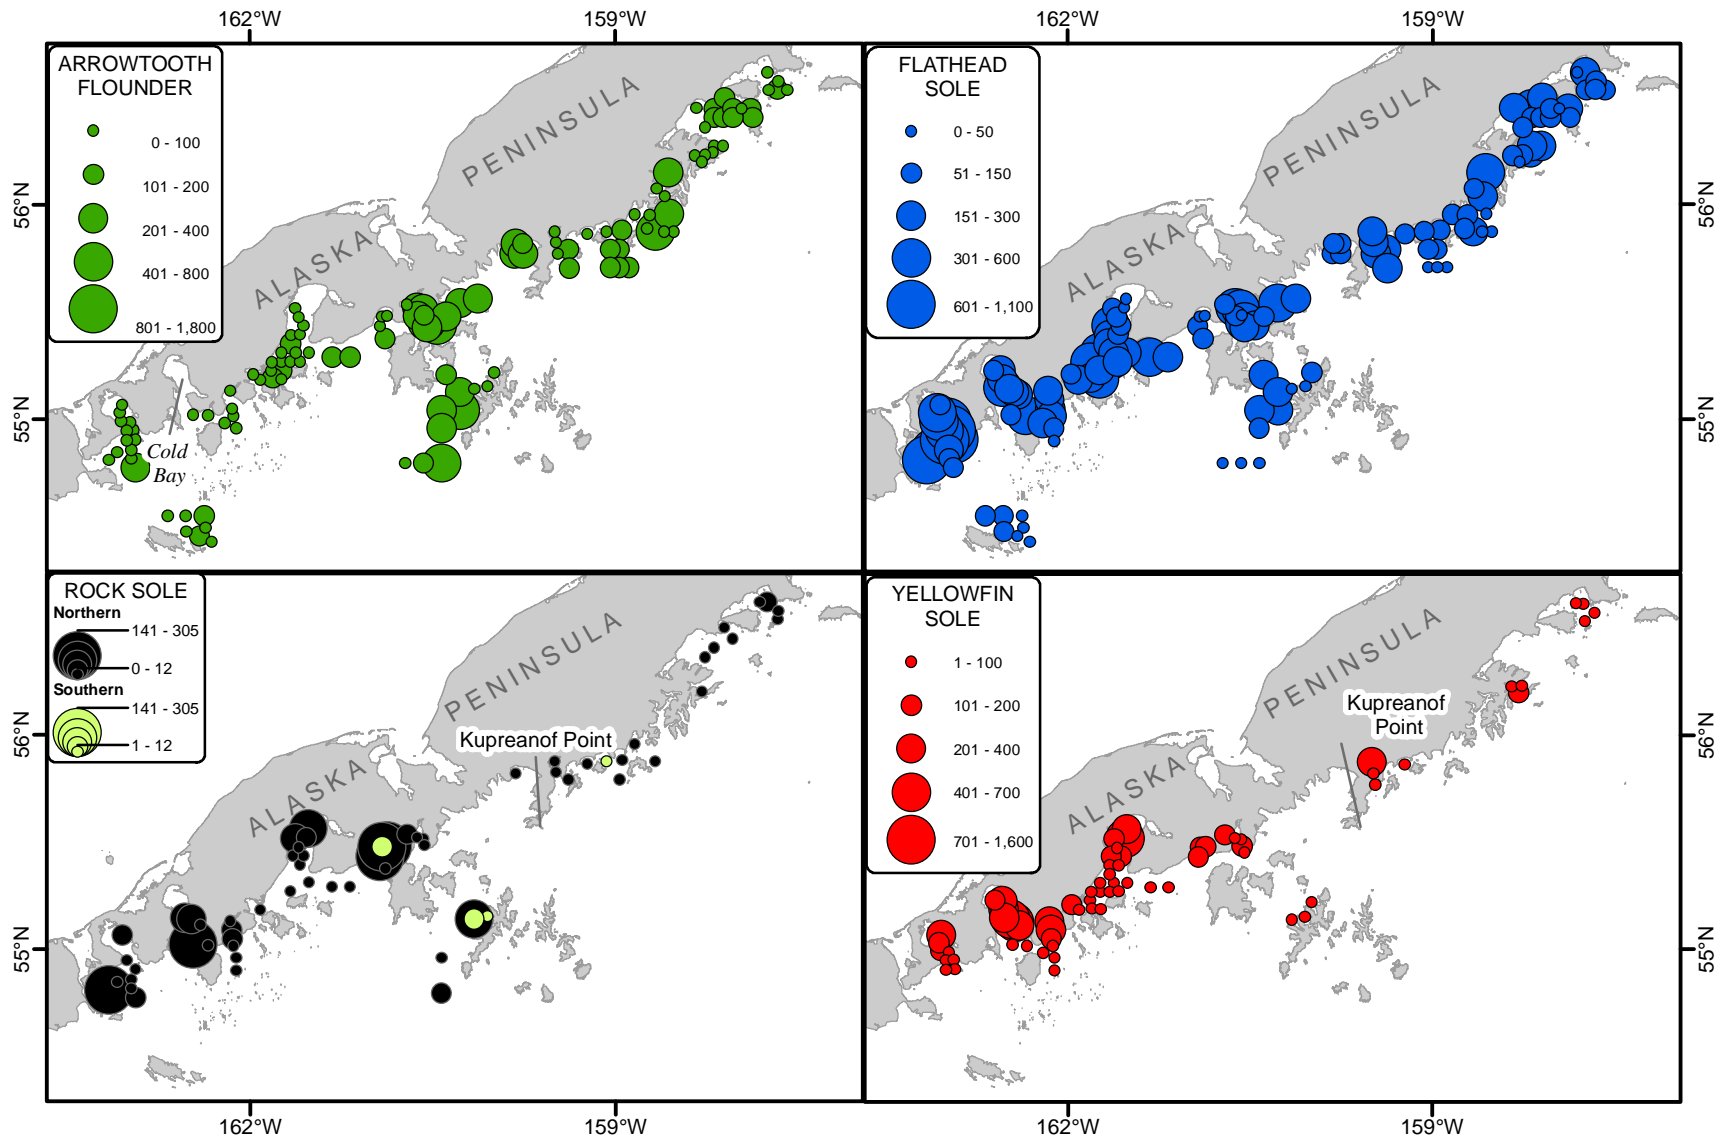 162°W
159°W
162°W
159°W
ARROWTOOTH
FLOUNDER
0 - 100
101 - 200
201 - 400
401 - 800
801 - 1,800
PENINSULA
ALASKA
Cold
Bay
56°N
55°N
FLATHEAD
SOLE
0 - 50
51 - 150
151 - 300
301 - 600
601 - 1,100
PENINSULA
ALASKA
56°N
55°N
ROCK SOLE
Northern
141 - 305
0 - 12
Southern
141 - 305
1 - 12
PENINSULA
Kupreanof Point
ALASKA
56°N
55°N
YELLOWFIN
SOLE
1 - 100
101 - 200
201 - 400
401 - 700
701 - 1,600
PENINSULA
Kupreanof
Point
ALASKA
56°N
55°N
162°W
159°W
162°W
159°W